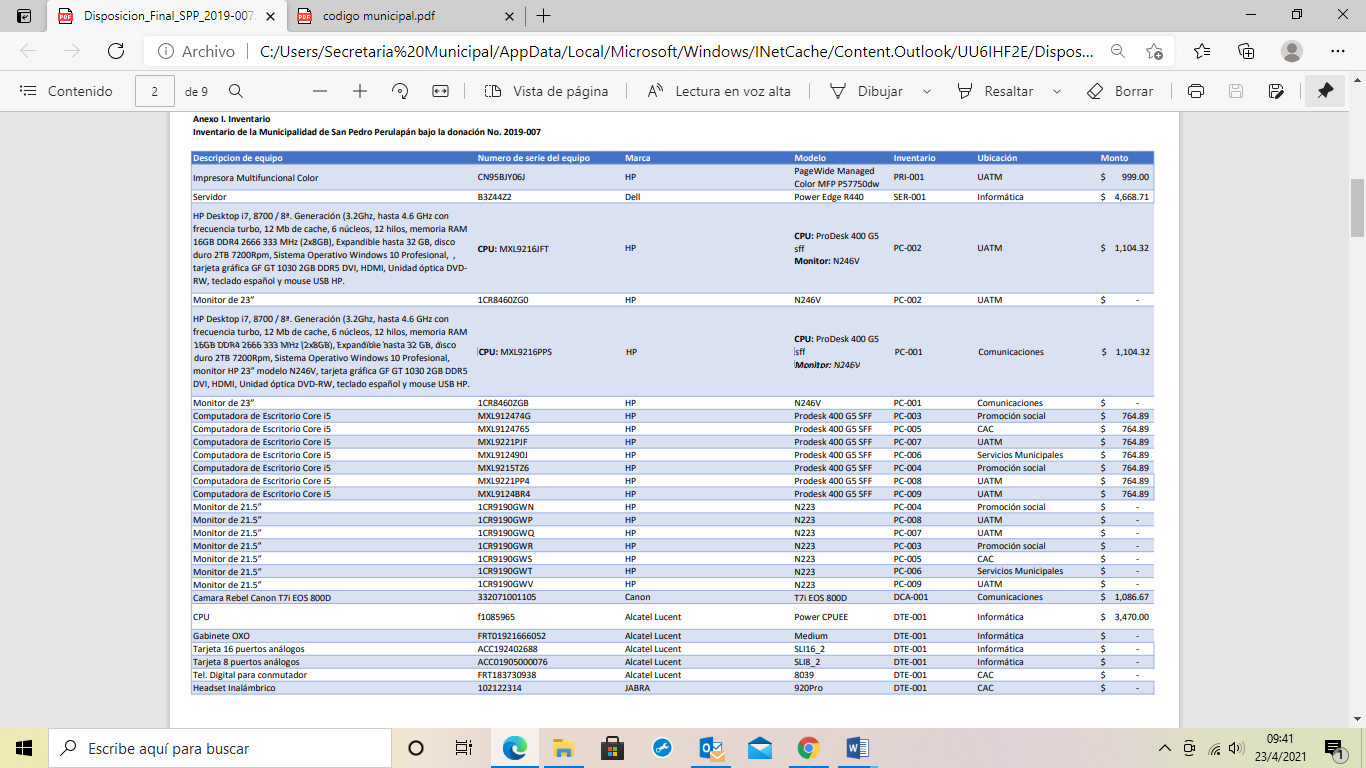 Disposicion_Final_SPP_2019-007
codigo municipal.pdf
Archivo
C:/Users/Secretaria%20Municipal/AppData/Local/Microsoft/Windows/INetCache/Content.Outlook/UU6IHF2E/Dispos...
Contenido 2 de 9 Vista de página Lectura en voz alta Dibujar Resaltar Borrar
Anexo I. Inventario
Inventario de la Municipalidad de San Pedro Perulapán bajo la donación No. 2019-007
Descripcion de equipo Numero de serie del equipo Marca Modelo Inventario Ubicación Monto
Impresora Multifuncional Color CN95BJY06J HP PageWide Managed Color MFP P57750dw PRI-001 UATM $ 999.00
Servidor B3Z44Z2 Dell Power Edge R440 SER-001 Informática $ 4,668.71
HP Desktop i7, 8700 / 8ª. Generación (3.2Ghz, hasta 4.6 GHz con
frecuencia turbo, 12 Mb de cache, 6 núcleos, 12 hilos, memoria RAM
16GB DDR4 2666 333 MHz (2x8GB), Expandible hasta 32 GB, disco
duro 2TB 7200Rpm, Sistema Operativo Windows 10 Profesional, ,
tarjeta gráfica GF GT 1030 2GB DDR5 DVI, HDMI, Unidad óptica DVD-
RW, teclado español y mouse USB HP.
CPU: MXL9216JFT HP
CPU: ProDesk 400 G5
sff
Monitor: N246V
PC-002 UATM $ 1,104.32
Monitor de 23" 1CR8460ZG0 HP N246V PC-002 UATM $ -
HP Desktop i7, 8700 / 8ª. Generación (3.2Ghz, hasta 4.6 GHz con
frecuencia turbo, 12 Mb de cache, 6 núcleos, 12 hilos, memoria RAM
16GB DDR4 2666 333 MHz (2x8GB), Expandible hasta 32 GB, disco
duro 2TB 7200Rpm, Sistema Operativo Windows 10 Profesional,
monitor HP 23" modelo N246V, tarjeta gráfica GF GT 1030 2GB DDR5
DVI, HDMI, Unidad óptica DVD-RW, teclado español y mouse USB HP.
CPU: MXL9216PPS HP
CPU: ProDesk 400 G5
sff
Monitor: N246V
PC-001 Comunicaciones $ 1,104.32
Monitor de 23" 1CR8460ZGB HP N246V PC-001 Comunicaciones $ -
Computadora de Escritorio Core i5 MXL912474G HP Prodesk 400 G5 SFF PC-003 Promoción social $ 764.89
Computadora de Escritorio Core i5 MXL9124765 HP Prodesk 400 G5 SFF PC-005 CAC $ 764.89
Computadora de Escritorio Core i5 MXL9221PJF HP Prodesk 400 G5 SFF PC-007 UATM $ 764.89
Computadora de Escritorio Core i5 MXL912490J HP Prodesk 400 G5 SFF PC-006 Servicios Municipales $ 764.89
Computadora de Escritorio Core i5 MXL9215TZ6 HP Prodesk 400 G5 SFF PC-004 Promoción social $ 764.89
Computadora de Escritorio Core i5 MXL9221PP4 HP Prodesk 400 G5 SFF PC-008 UATM $ 764.89
Computadora de Escritorio Core i5 MXL9124BR4 HP Prodesk 400 G5 SFF PC-009 UATM $ 764.89
Monitor de 21.5" 1CR9190GWN HP N223 PC-004 Promoción social $ -
Monitor de 21.5" 1CR9190GWP HP N223 PC-008 UATM $ -
Monitor de 21.5" 1CR9190GWQ HP N223 PC-007 UATM $ -
Monitor de 21.5" 1CR9190GWR HP N223 PC-003 Promoción social $ -
Monitor de 21.5" 1CR9190GWS HP N223 PC-005 CAC $ -
Monitor de 21.5" 1CR9190GWT HP N223 PC-006 Servicios Municipales $ -
Monitor de 21.5" 1CR9190GWV HP N223 PC-009 UATM $ -
Camara Rebel Canon T7i EOS 800D 332071001105 Canon T7i EOS 800D DCA-001 Comunicaciones $ 1,086.67
CPU f1085965 Alcatel Lucent Power CPUEE DTE-001 Informática $ 3,470.00
Gabinete OXO FRT01921666052 Alcatel Lucent Medium DTE-001 Informática $ -
Tarjeta 16 puertos análogos ACC192402688 Alcatel Lucent SLI16_2 DTE-001 Informática $ -
Tarjeta 8 puertos análogos ACC01905000076 Alcatel Lucent SLI8_2 DTE-001 Informática $ -
Tel. Digital para conmutador FRT183730938 Alcatel Lucent 8039 DTE-001 CAC $ -
Headset Inalámbrico 102122314 JABRA 920Pro DTE-001 CAC $ -
Escribe aquí para buscar
09:41
23/4/2021
1